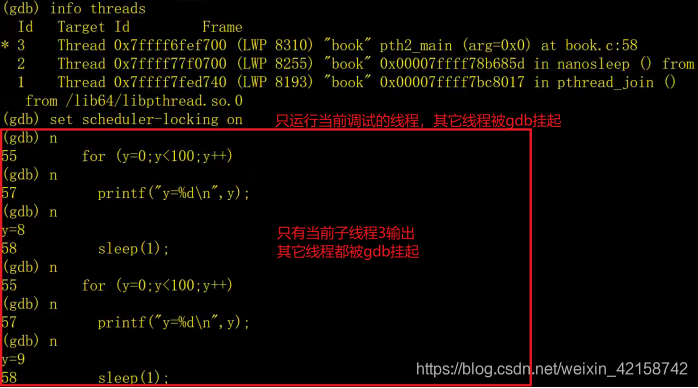 (gdb) info threads
  Id   Target Id         Frame
* 3    Thread 0x7ffff6fef700 (LWP 8310) "book" pth2_main (arg=0x0) at book.c:58
  2    Thread 0x7ffff77f0700 (LWP 8255) "book" 0x00007ffff78b685d in nanosleep () from
  1    Thread 0x7ffff7fed740 (LWP 8193) "book" 0x00007ffff7bc8017 in pthread_join ()
   from /lib64/libpthread.so.0
(gdb) set scheduler-locking on 只运行当前调试的线程，其它线程被gdb挂起
(gdb) n
55        for (y=0;y<100;y++)
(gdb) n
57          printf("y=%d\n",y);
(gdb) n
y=8 只有当前子线程3输出
58          sleep(1); 其它线程都被gdb挂起
(gdb) n
55        for (y=0;y<100;y++)
(gdb) n
57          printf("y=%d\n",y);
(gdb) n
y=9
58          sleep(1);
https://blog.csdn.net/weixin_42158742